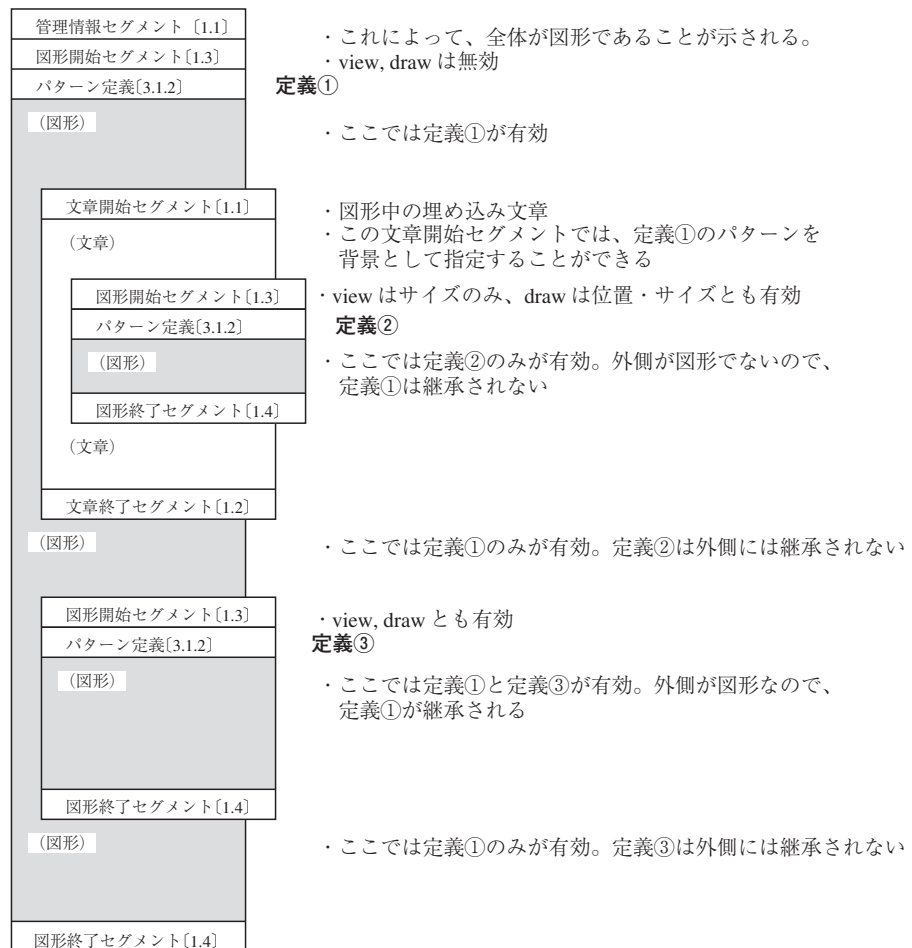 管理情報セグメント〔1.1〕
図形開始セグメント〔1.3〕
パターン定義〔3.1.2〕
・これによって、全体が図形であることが示される。
・view, draw は無効
定義①
（図形）
・ここでは定義①が有効
文章開始セグメント〔1.1〕
・図形中の埋め込み文章
・この文章開始セグメントでは、定義①のパターンを
背景として指定することができる
（文章）
図形開始セグメント〔1.3〕
・view はサイズのみ、draw は位置・サイズとも有効
パターン定義〔3.1.2〕
定義②
（図形）
・ここでは定義②のみが有効。外側が図形でないので、
定義①は継承されない
図形終了セグメント〔1.4〕
（文章）
文章終了セグメント〔1.2〕
（図形）
・ここでは定義①のみが有効。定義②は外側には継承されない
図形開始セグメント〔1.3〕
・view, draw とも有効
パターン定義〔3.1.2〕
定義③
（図形）
・ここでは定義①と定義③が有効。外側が図形なので、
定義①が継承される
図形終了セグメント〔1.4〕
（図形）
・ここでは定義①のみが有効。定義③は外側には継承されない
図形終了セグメント〔1.4〕